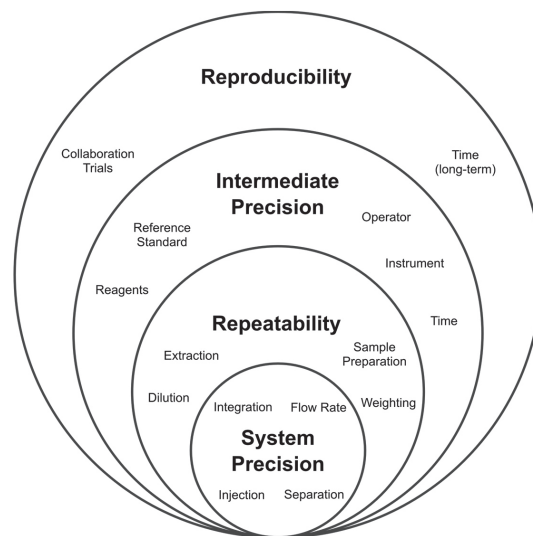 Reproducibility
Collaboration
Trials
Time
(long-term)
Intermediate
Precision
Reference
Standard
Operator
Instrument
Reagents
Time
Repeatability
Extraction
Sample
Preparation
Dilution
Weighting
Integration
Flow Rate
System
Precision
Injection
Separation